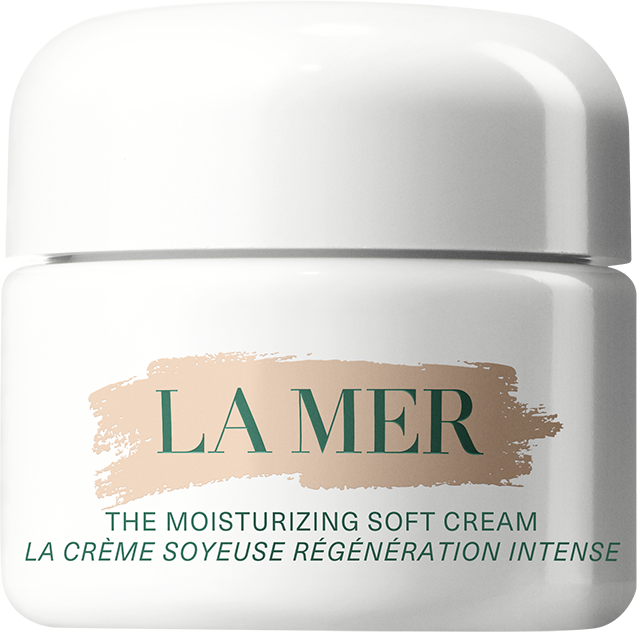 LA MER
THE MOISTURIZING SOFT CREAM
LA CRÈME SOYEUSE RÉGÉNÉRATION INTENSE